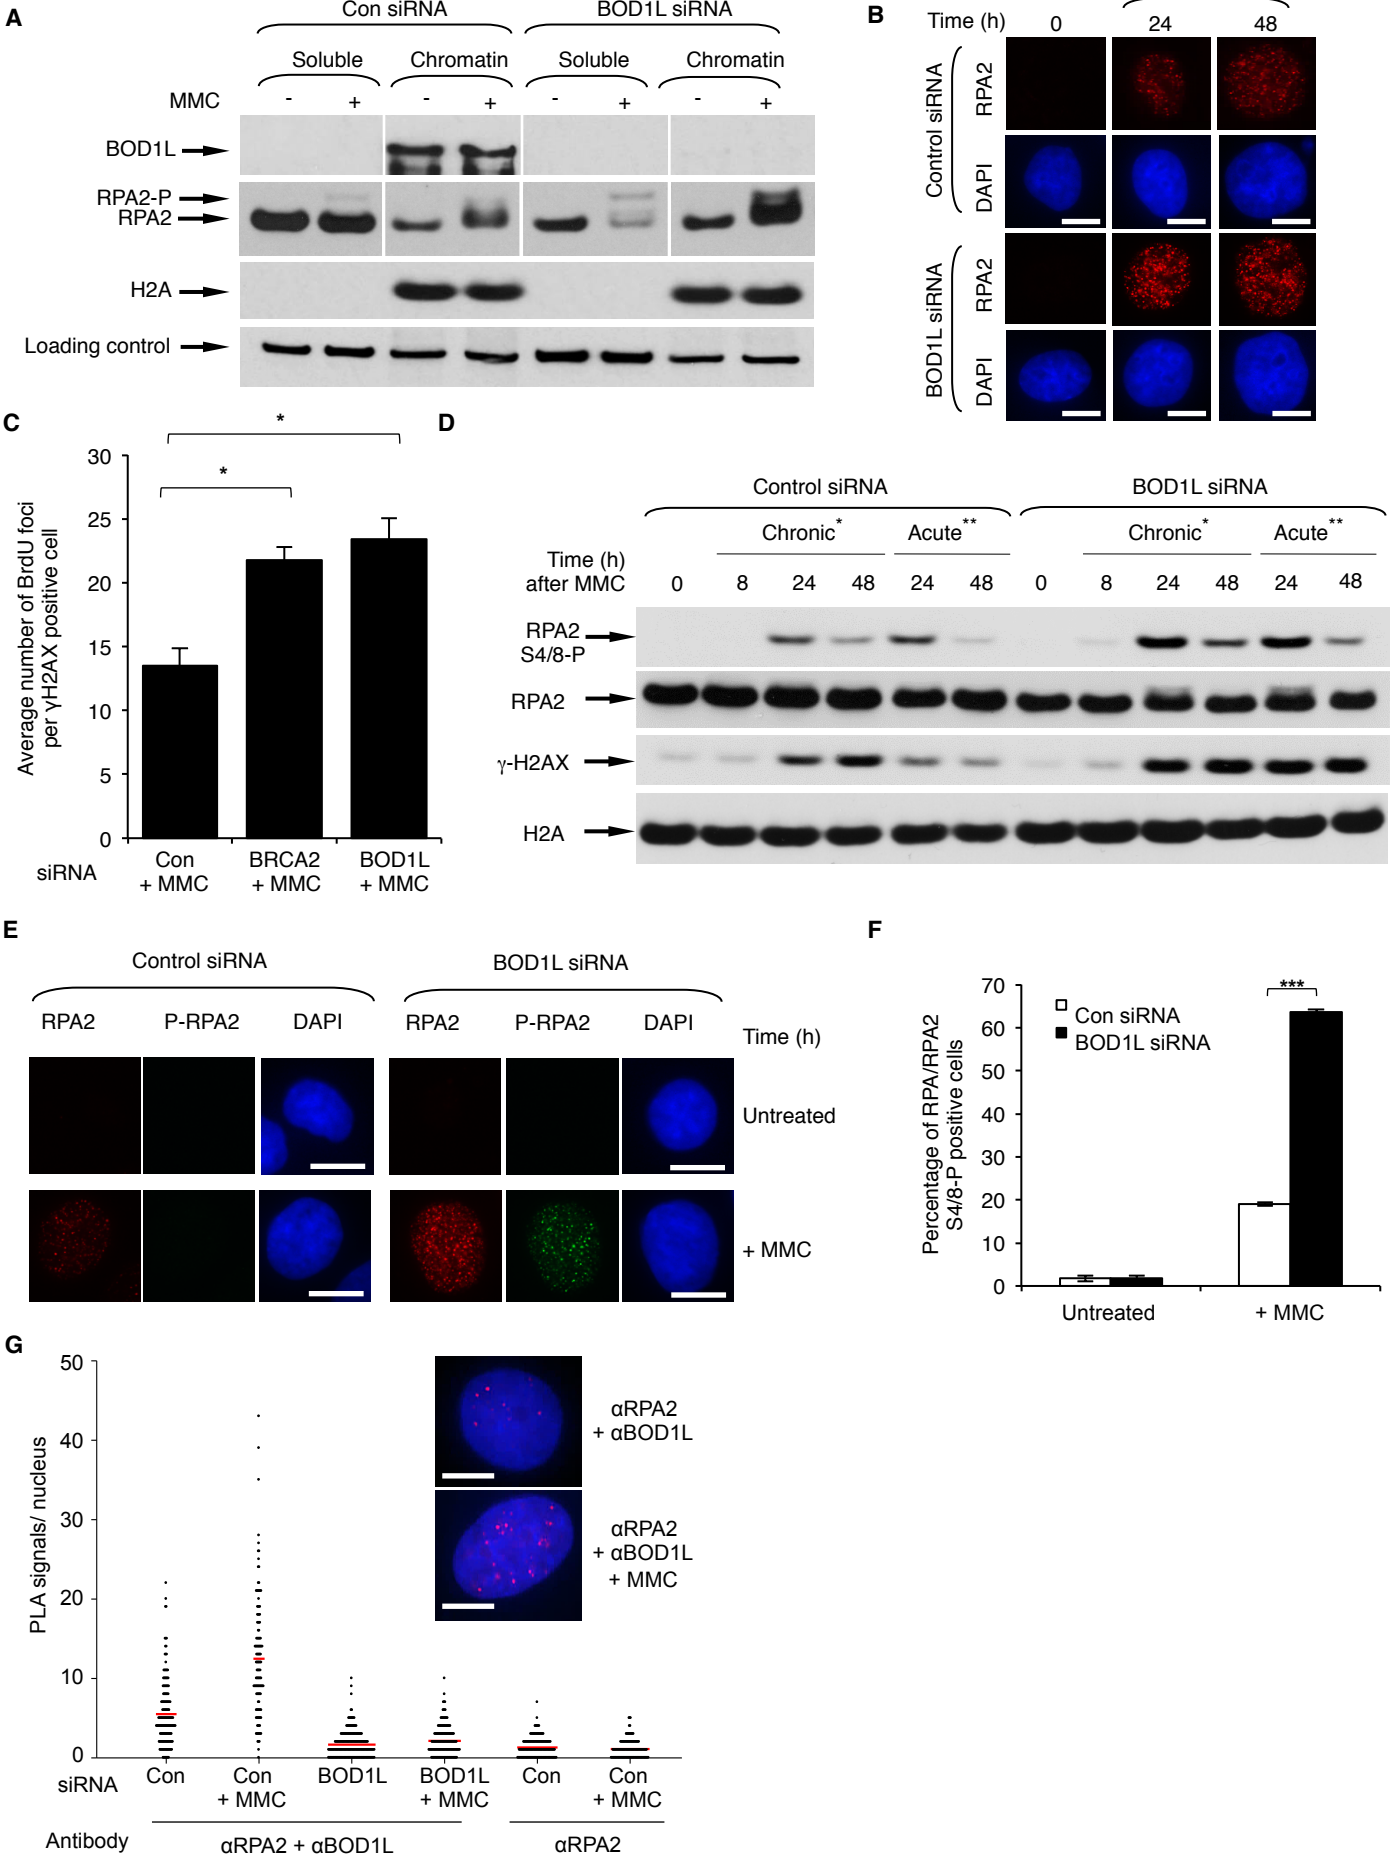 A
Con siRNA
BOD1L siRNA
Soluble
Chromatin
Soluble
Chromatin
MMC
-
+
-
+
-
+
-
+
BOD1L
RPA2-P
RPA2
H2A
Loading control
B
Time (h)
0
24
48
Control siRNA
RPA2
DAPI
BOD1L siRNA
RPA2
DAPI
C
*
*
Average number of BrdU foci
per γH2AX positive cell
30
25
20
15
10
5
0
siRNA
Con
+ MMC
BRCA2
+ MMC
BOD1L
+ MMC
D
Control siRNA
BOD1L siRNA
Chronic*
Acute**
Chronic*
Acute**
Time (h)
after MMC
0 8 24 48 24 48 0 8 24 48 24 48
RPA2
S4/8-P
RPA2
γ-H2AX
H2A
E
Control siRNA
BOD1L siRNA
RPA2
P-RPA2
DAPI
RPA2
P-RPA2
DAPI
Time (h)
Untreated
+ MMC
F
Percentage of RPA/RPA2
S4/8-P positive cells
70
60
50
40
30
20
10
0
Con siRNA
BOD1L siRNA
***
Untreated
+ MMC
G
PLA signals/ nucleus
50
40
30
20
10
0
αRPA2
+ αBOD1L
αRPA2
+ αBOD1L
+ MMC
siRNA
Con
Con
+ MMC
BOD1L
BOD1L
+ MMC
Con
Con
+ MMC
Antibody
αRPA2 + αBOD1L
αRPA2